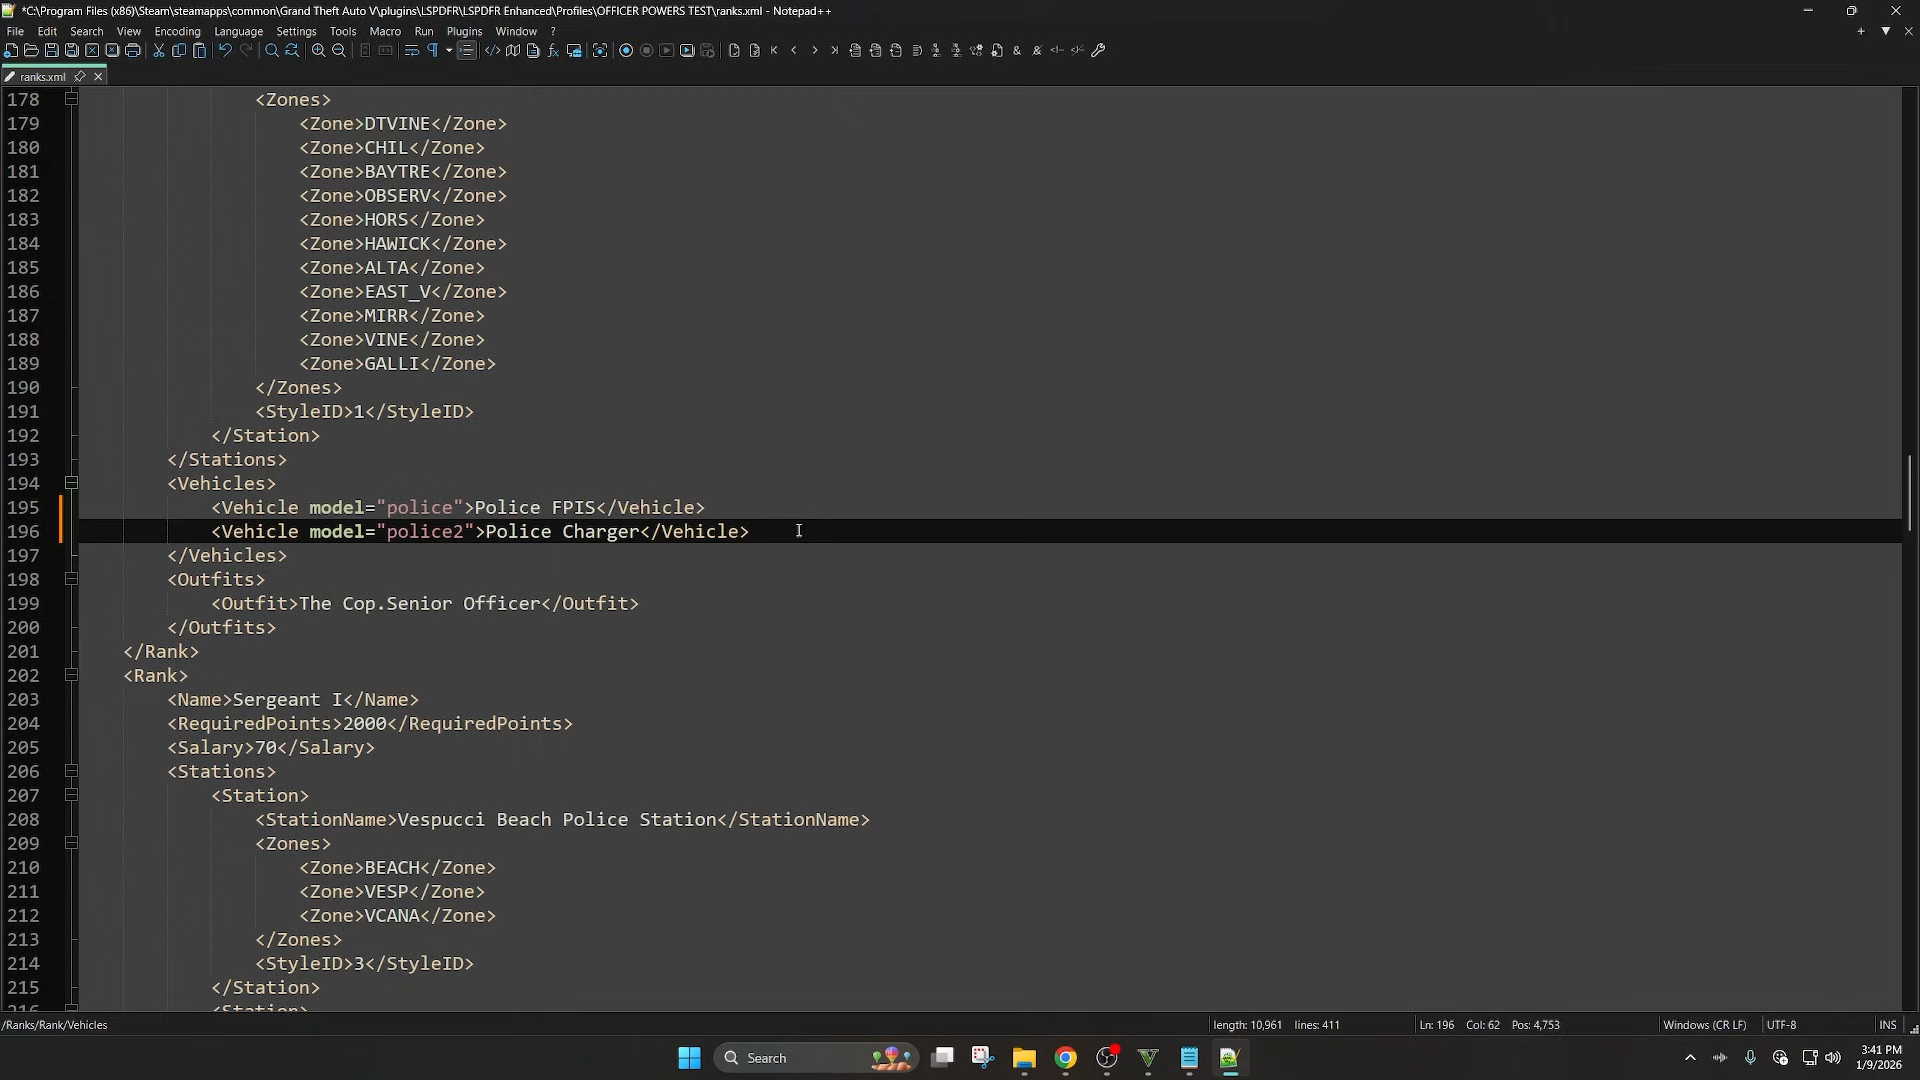 *C:\Program Files (x86)\Steam\steamapps\common\Grand Theft Auto V\plugins\LSPDFR\LSPDFR Enhanced\Profiles\OFFICER POWERS TEST\ranks.xml - Notepad++
File Edit Search View Encoding Language Settings Tools Macro Run Plugins Window ?
ranks.xml
178 <Zones>
179 <Zone>DTVINE</Zone>
180 <Zone>CHIL</Zone>
181 <Zone>BAYTRE</Zone>
182 <Zone>OBSERV</Zone>
183 <Zone>HORS</Zone>
184 <Zone>HAWICK</Zone>
185 <Zone>ALTA</Zone>
186 <Zone>EAST_V</Zone>
187 <Zone>MIRR</Zone>
188 <Zone>VINE</Zone>
189 <Zone>GALLI</Zone>
190 </Zones>
191 <StyleID>1</StyleID>
192 </Station>
193 </Stations>
194 <Vehicles>
195 <Vehicle model="police">Police FPIS</Vehicle>
196 <Vehicle model="police2">Police Charger</Vehicle>
197 </Vehicles>
198 <Outfits>
199 <Outfit>The Cop.Senior Officer</Outfit>
200 </Outfits>
201 </Rank>
202 <Rank>
203 <Name>Sergeant I</Name>
204 <RequiredPoints>2000</RequiredPoints>
205 <Salary>70</Salary>
206 <Stations>
207 <Station>
208 <StationName>Vespucci Beach Police Station</StationName>
209 <Zones>
210 <Zone>BEACH</Zone>
211 <Zone>VESP</Zone>
212 <Zone>VCANA</Zone>
213 </Zones>
214 <StyleID>3</StyleID>
215 </Station>
216 <Station>
/Ranks/Rank/Vehicles length: 10,961 lines: 411 Ln: 196 Col: 62 Pos: 4,753 Windows (CR LF) UTF-8 INS
Search
3:41 PM
1/9/2026